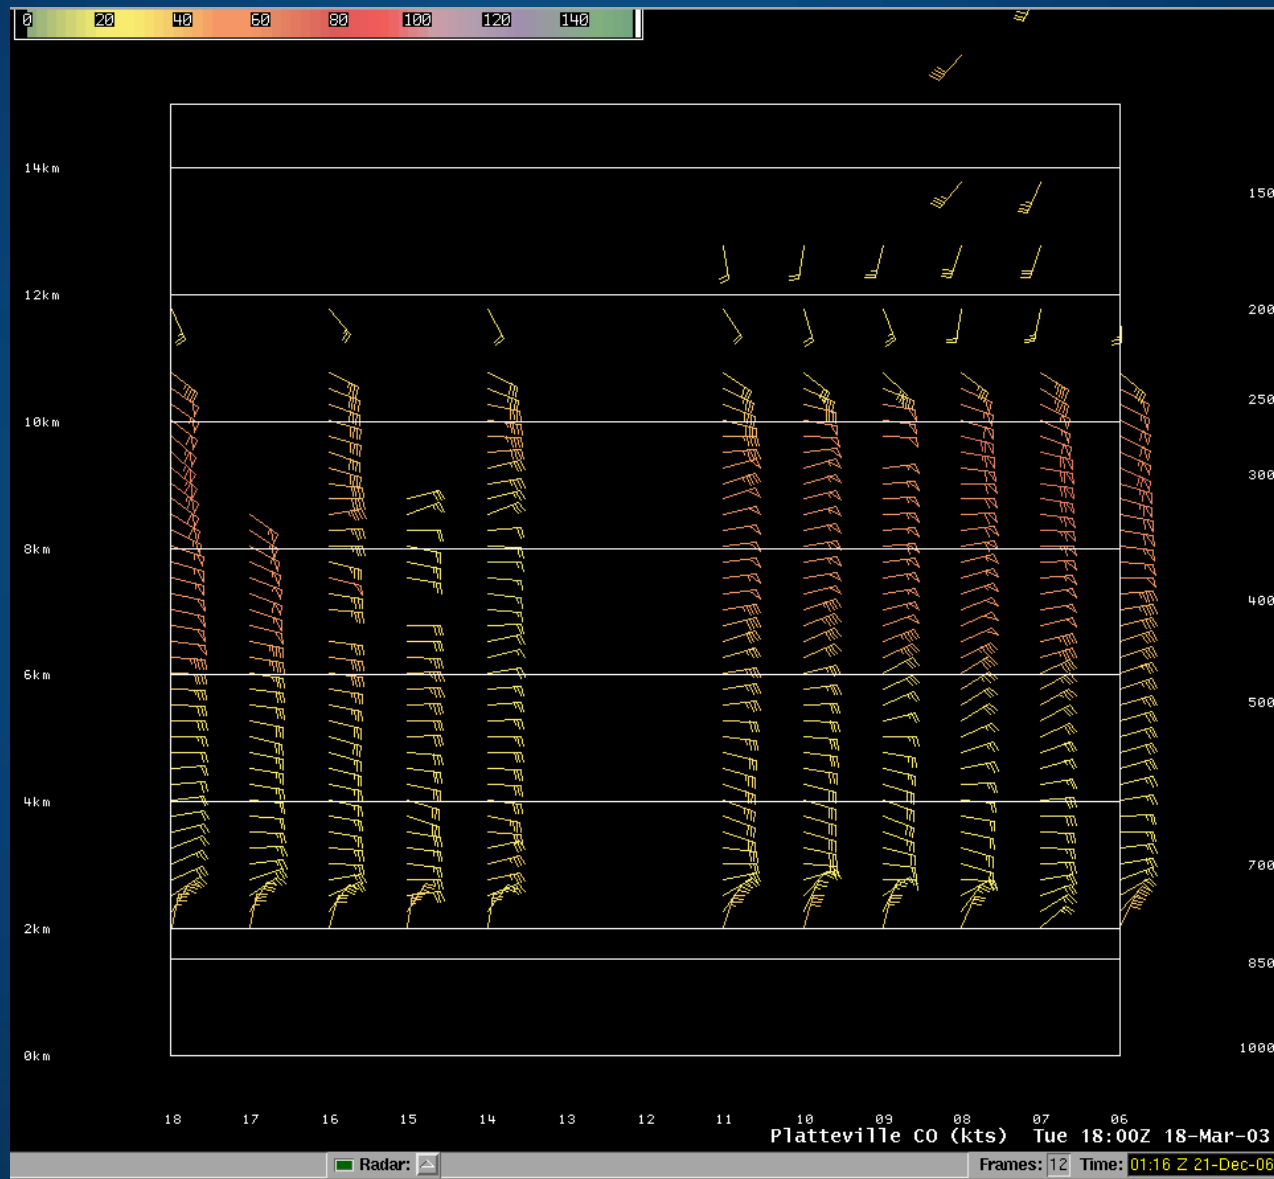 0 20 40 60 80 100 120 140
14km
150
12km
200
250
10km
300
8km
400
6km
500
4km
700
2km
850
0km
1000
18 17 16 15 14 13 12 11 10 09 08 07 06
Platteville CO (kts) Tue 18:00Z 18-Mar-03
Radar: Frames: 12 Time: 01:16 Z 21-Dec-06